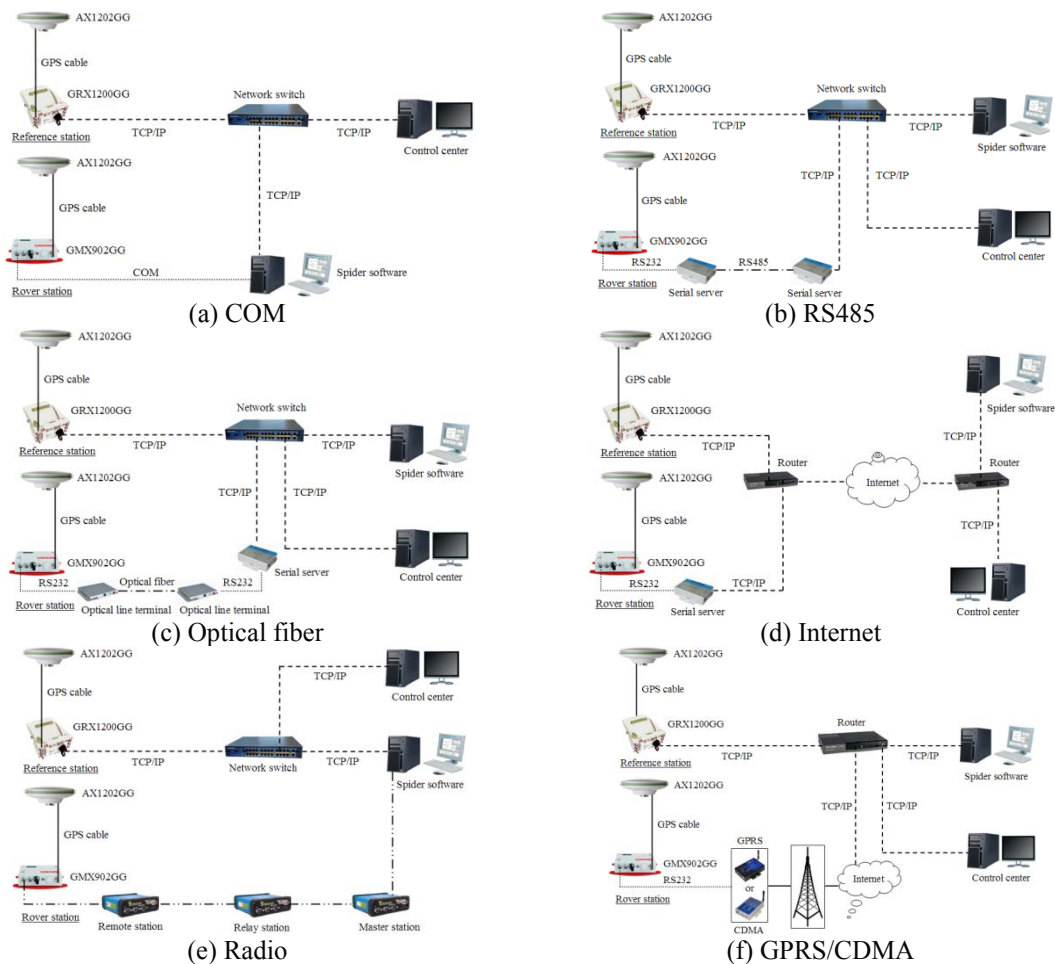 AX1202GG
GPS cable
GRX1200GG
Reference station
TCP/IP
Network switch
TCP/IP
Control center
AX1202GG
TCP/IP
GPS cable
GMX902GG
COM
Rover station
Spider software
(a) COM
AX1202GG
GPS cable
GRX1200GG
Reference station
TCP/IP
Network switch
TCP/IP
Spider software
AX1202GG
TCP/IP
TCP/IP
GPS cable
GMX902GG
RS232
RS485
Rover station
Serial server
Serial server
Control center
(b) RS485
AX1202GG
GPS cable
GRX1200GG
Reference station
TCP/IP
Network switch
TCP/IP
Spider software
AX1202GG
TCP/IP
TCP/IP
GPS cable
GMX902GG
RS232
Optical fiber
RS232
Serial server
Control center
Rover station
Optical line terminal
Optical line terminal
(c) Optical fiber
AX1202GG
GPS cable
GRX1200GG
Reference station
TCP/IP
Spider software
TCP/IP
Router
Internet
Router
AX1202GG
GPS cable
TCP/IP
GMX902GG
RS232
TCP/IP
Rover station
Serial server
Control center
(d) Internet
AX1202GG
GPS cable
GRX1200GG
Reference station
TCP/IP
TCP/IP
Control center
Network switch
TCP/IP
Spider software
AX1202GG
GPS cable
GMX902GG
Rover station
Remote station
Relay station
Master station
(e) Radio
AX1202GG
GPS cable
GRX1200GG
Reference station
TCP/IP
Router
TCP/IP
Spider software
AX1202GG
TCP/IP
TCP/IP
GPS cable
GMX902GG
RS232
Rover station
GPRS
or
CDMA
Internet
Control center
(f) GPRS/CDMA